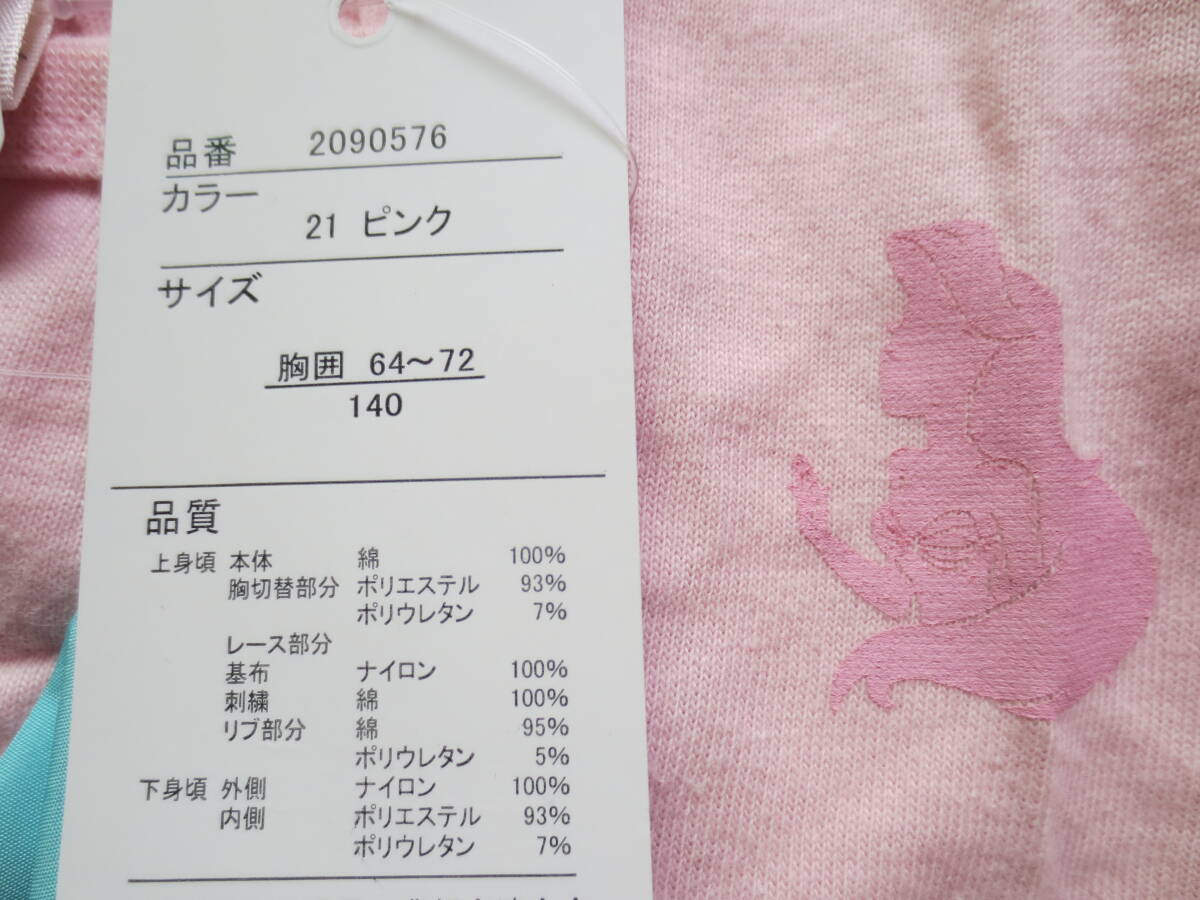 品番 2090576
カラー
21 ピンク
サイズ
胸囲 64～72
140
品質
上身頃 本体 綿 100%
胸切替部分 ポリエステル 93%
ポリウレタン 7%
レース部分
基布 ナイロン 100%
刺繍 綿 100%
リブ部分 綿 95%
ポリウレタン 5%
下身頃 外側 ナイロン 100%
内側 ポリエステル 93%
ポリウレタン 7%